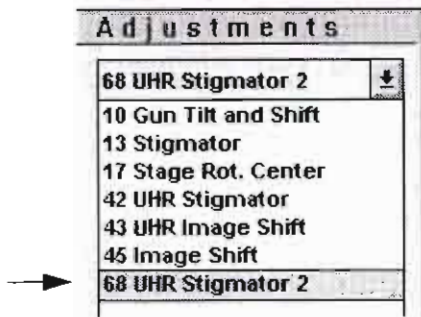 Adjustments
68 UHR Stigmator 2
10 Gun Tilt and Shift
13 Stigmator
17 Stage Rot. Center
42 UHR Stigmator
43 UHR Image Shift
45 Image Shift
68 UHR Stigmator 2